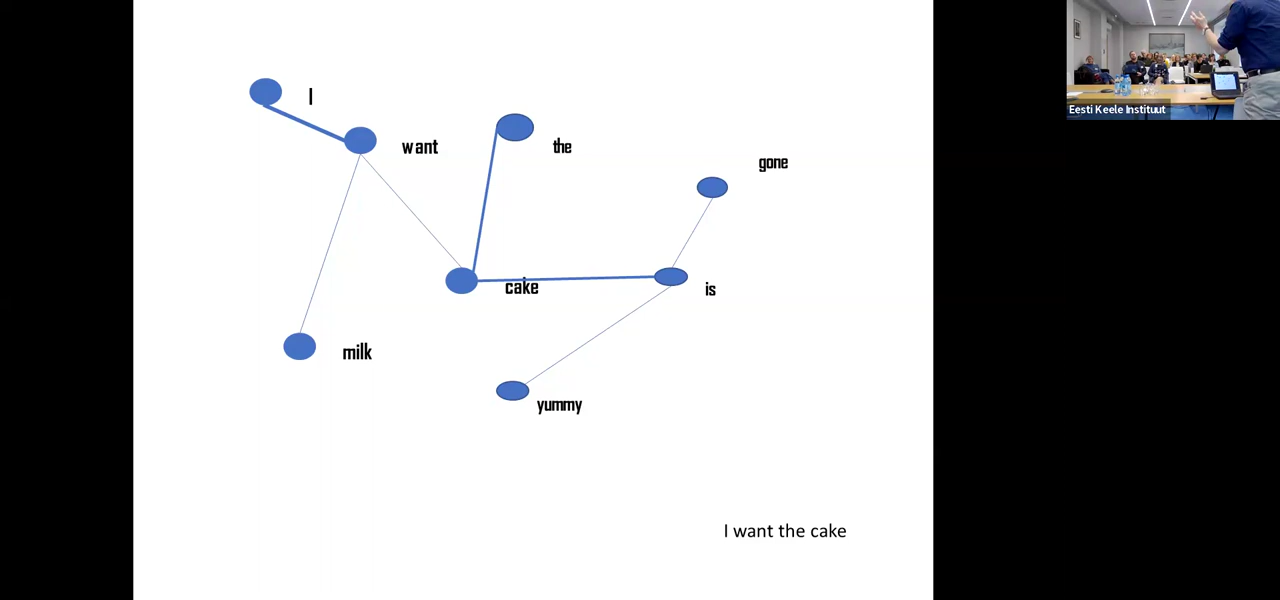 I
want
the
gone
cake
is
milk
yummy
I want the cake
Eesti Keele Instituut